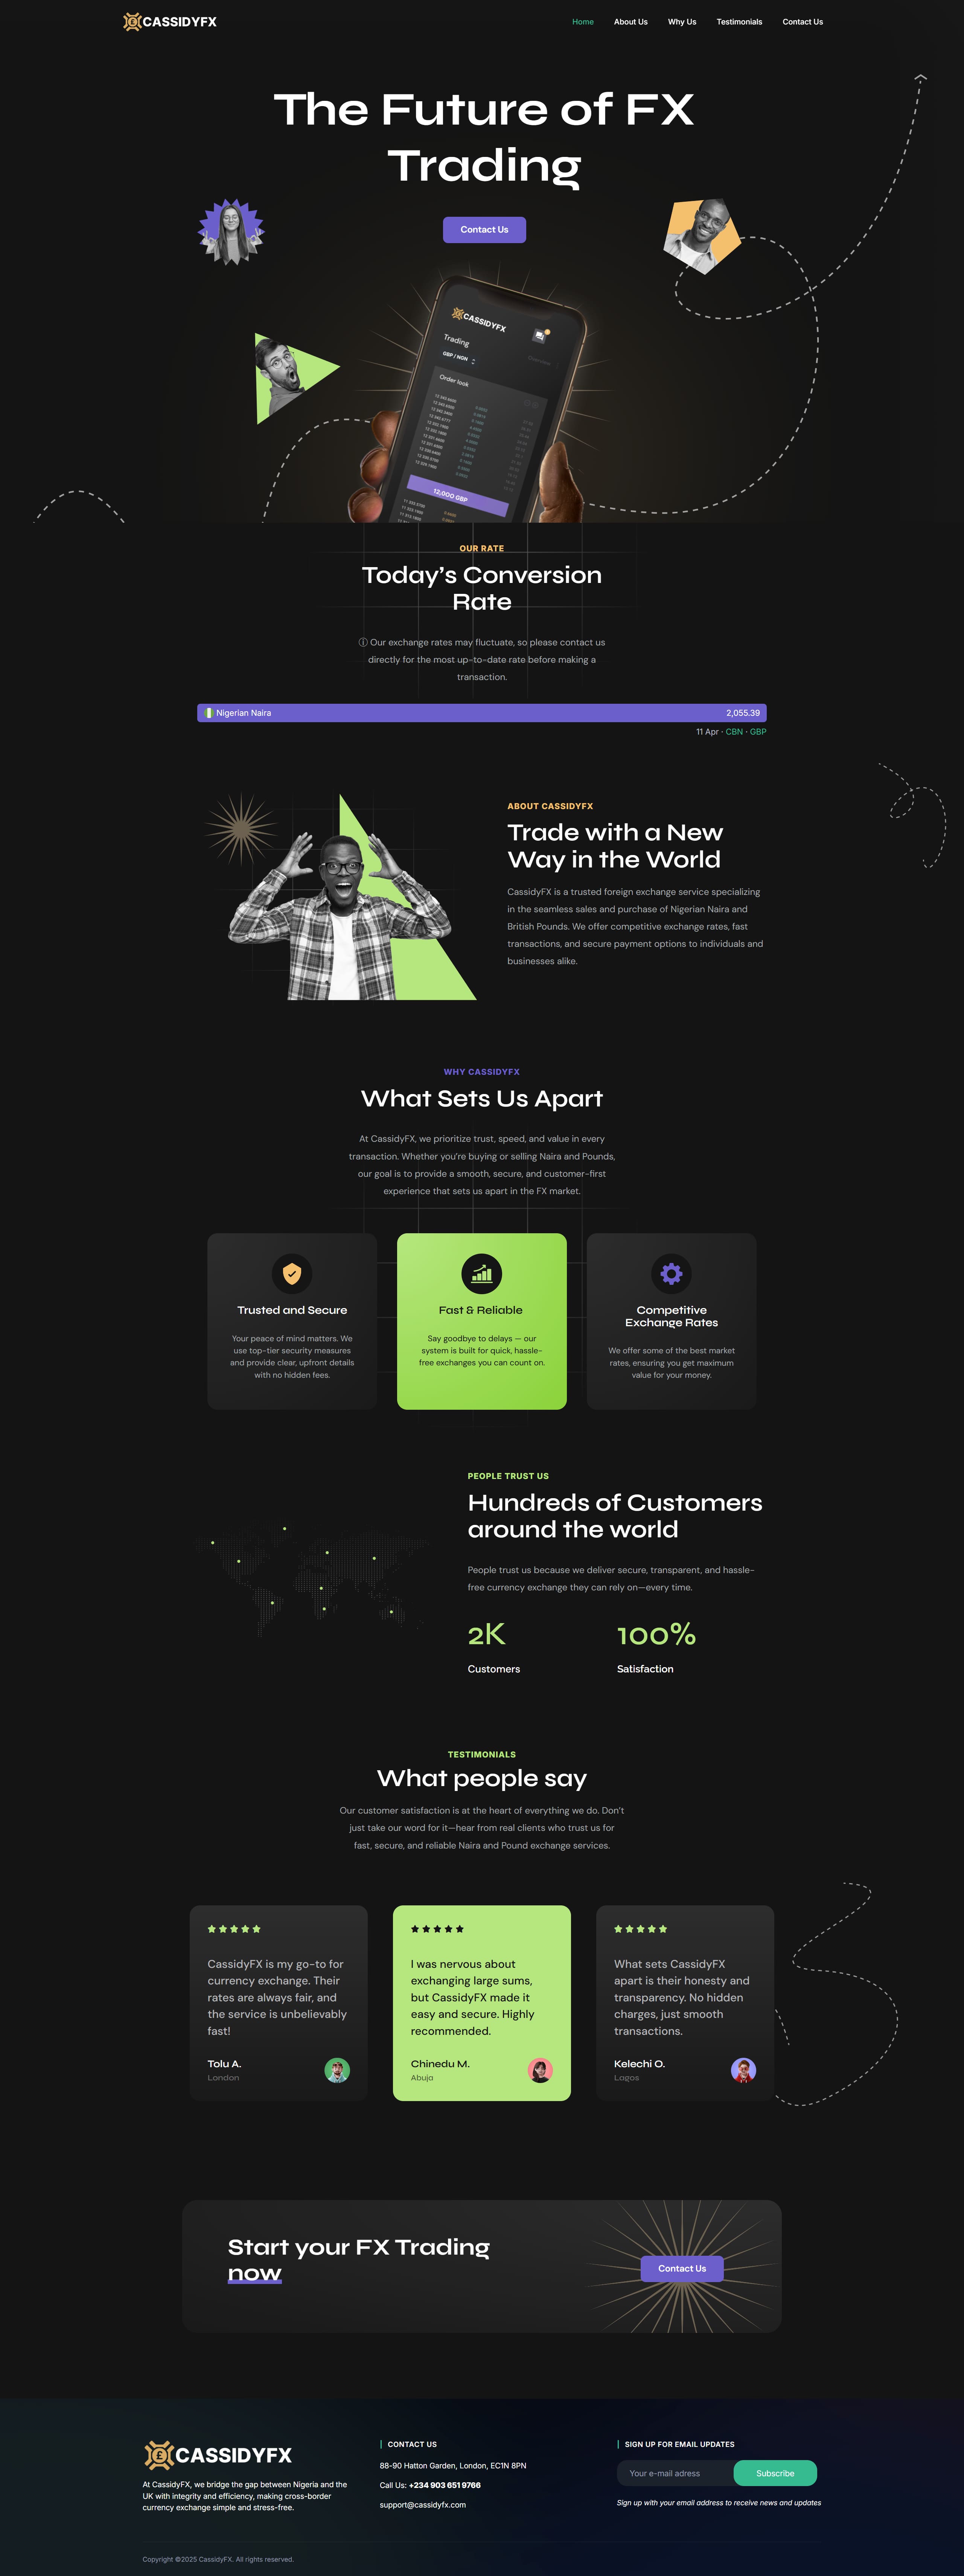 CASSIDYFX
Home
About Us
Why Us
Testimonials
Contact Us
The Future of FX
Trading
Contact Us
CASSIDYFX
Trading
GBP / NGN
Order look
12,000 GBP
OUR RATE
Today's Conversion
Rate
ⓘ Our exchange rates may fluctuate, so please contact us
directly for the most up-to-date rate before making a
transaction.
Nigerian Naira 2,055.39
11 Apr · CBN · GBP
ABOUT CASSIDYFX
Trade with a New
Way in the World
CassidyFX is a trusted foreign exchange service specializing
in the seamless sales and purchase of Nigerian Naira and
British Pounds. We offer competitive exchange rates, fast
transactions, and secure payment options to individuals and
businesses alike.
WHY CASSIDYFX
What Sets Us Apart
At CassidyFX, we prioritize trust, speed, and value in every
transaction. Whether you're buying or selling Naira and Pounds,
our goal is to provide a smooth, secure, and customer-first
experience that sets us apart in the FX market.
Trusted and Secure
Your peace of mind matters. We
use top-tier security measures
and provide clear, upfront details
with no hidden fees.
Fast & Reliable
Say goodbye to delays — our
system is built for quick, hassle-
free exchanges you can count on.
Competitive
Exchange Rates
We offer some of the best market
rates, ensuring you get maximum
value for your money.
PEOPLE TRUST US
Hundreds of Customers
around the world
People trust us because we deliver secure, transparent, and hassle-
free currency exchange they can rely on—every time.
2K
Customers
100%
Satisfaction
TESTIMONIALS
What people say
Our customer satisfaction is at the heart of everything we do. Don't
just take our word for it—hear from real clients who trust us for
fast, secure, and reliable Naira and Pound exchange services.
CassidyFX is my go-to for
currency exchange. Their
rates are always fair, and
the service is unbelievably
fast!
Tolu A.
London
I was nervous about
exchanging large sums,
but CassidyFX made it
easy and secure. Highly
recommended.
Chinedu M.
Abuja
What sets CassidyFX
apart is their honesty and
transparency. No hidden
charges, just smooth
transactions.
Kelechi O.
Lagos
Start your FX Trading
now
Contact Us
CASSIDYFX
At CassidyFX, we bridge the gap between Nigeria and the
UK with integrity and efficiency, making cross-border
currency exchange simple and stress-free.
CONTACT US
88-90 Hatton Garden, London, EC1N 8PN
Call Us: +234 903 651 9766
support@cassidyfx.com
SIGN UP FOR EMAIL UPDATES
Your e-mail adress
Subscribe
Sign up with your email address to receive news and updates
Copyright ©2025 CassidyFX. All rights reserved.